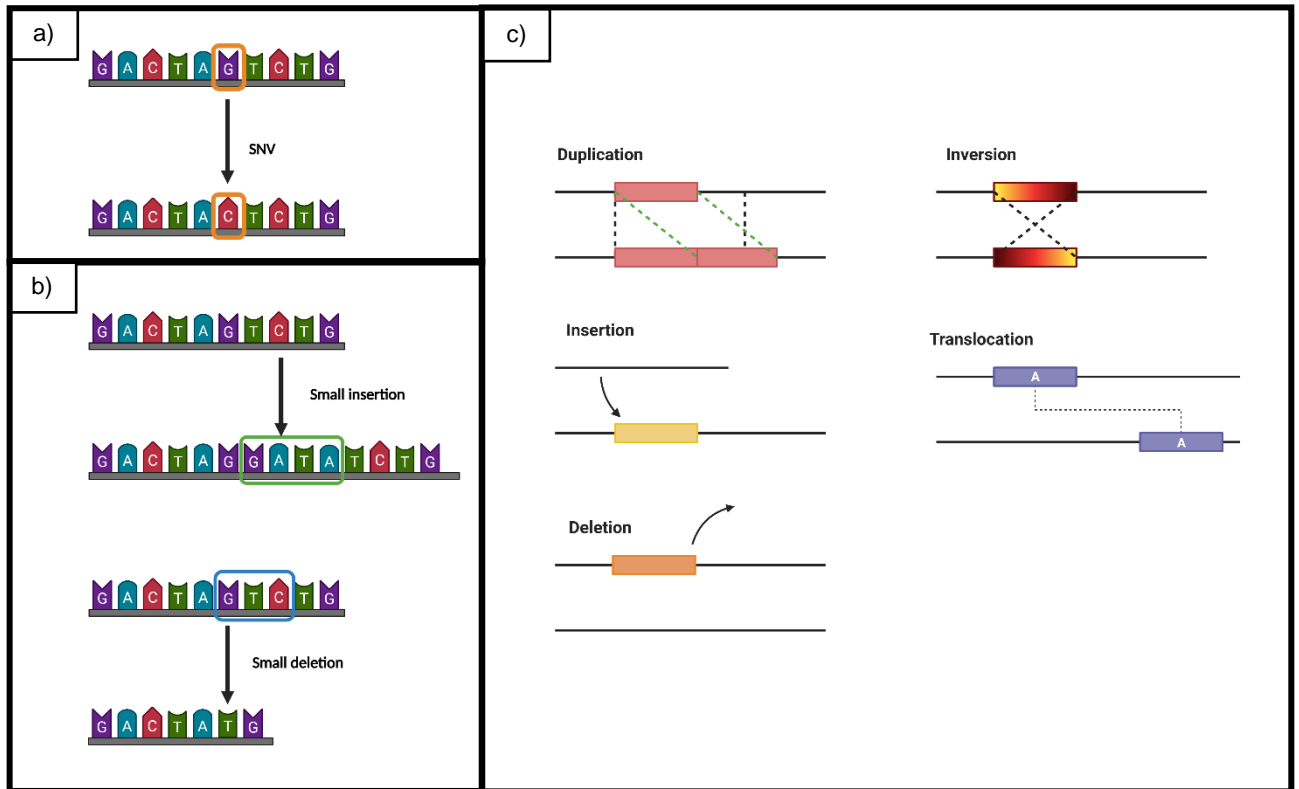 a)
G A C T A G T C T G
SNV
G A C T A C T C T G
b)
G A C T A G T C T G
Small insertion
G A C T A G G A T A T C T G
G A C T A G T C T G
Small deletion
G A C T A T G
c)
Duplication
Inversion
Insertion
Translocation
A
A
Deletion